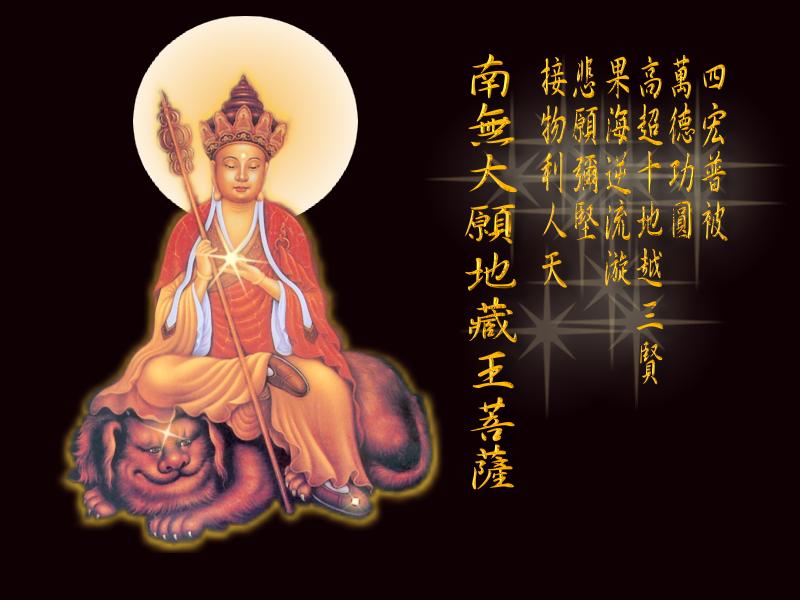 四宏普被
萬德功圓
高超十地越三賢
果海逆流漩
悲願彌堅
接物利人天
南無大願地藏王菩薩